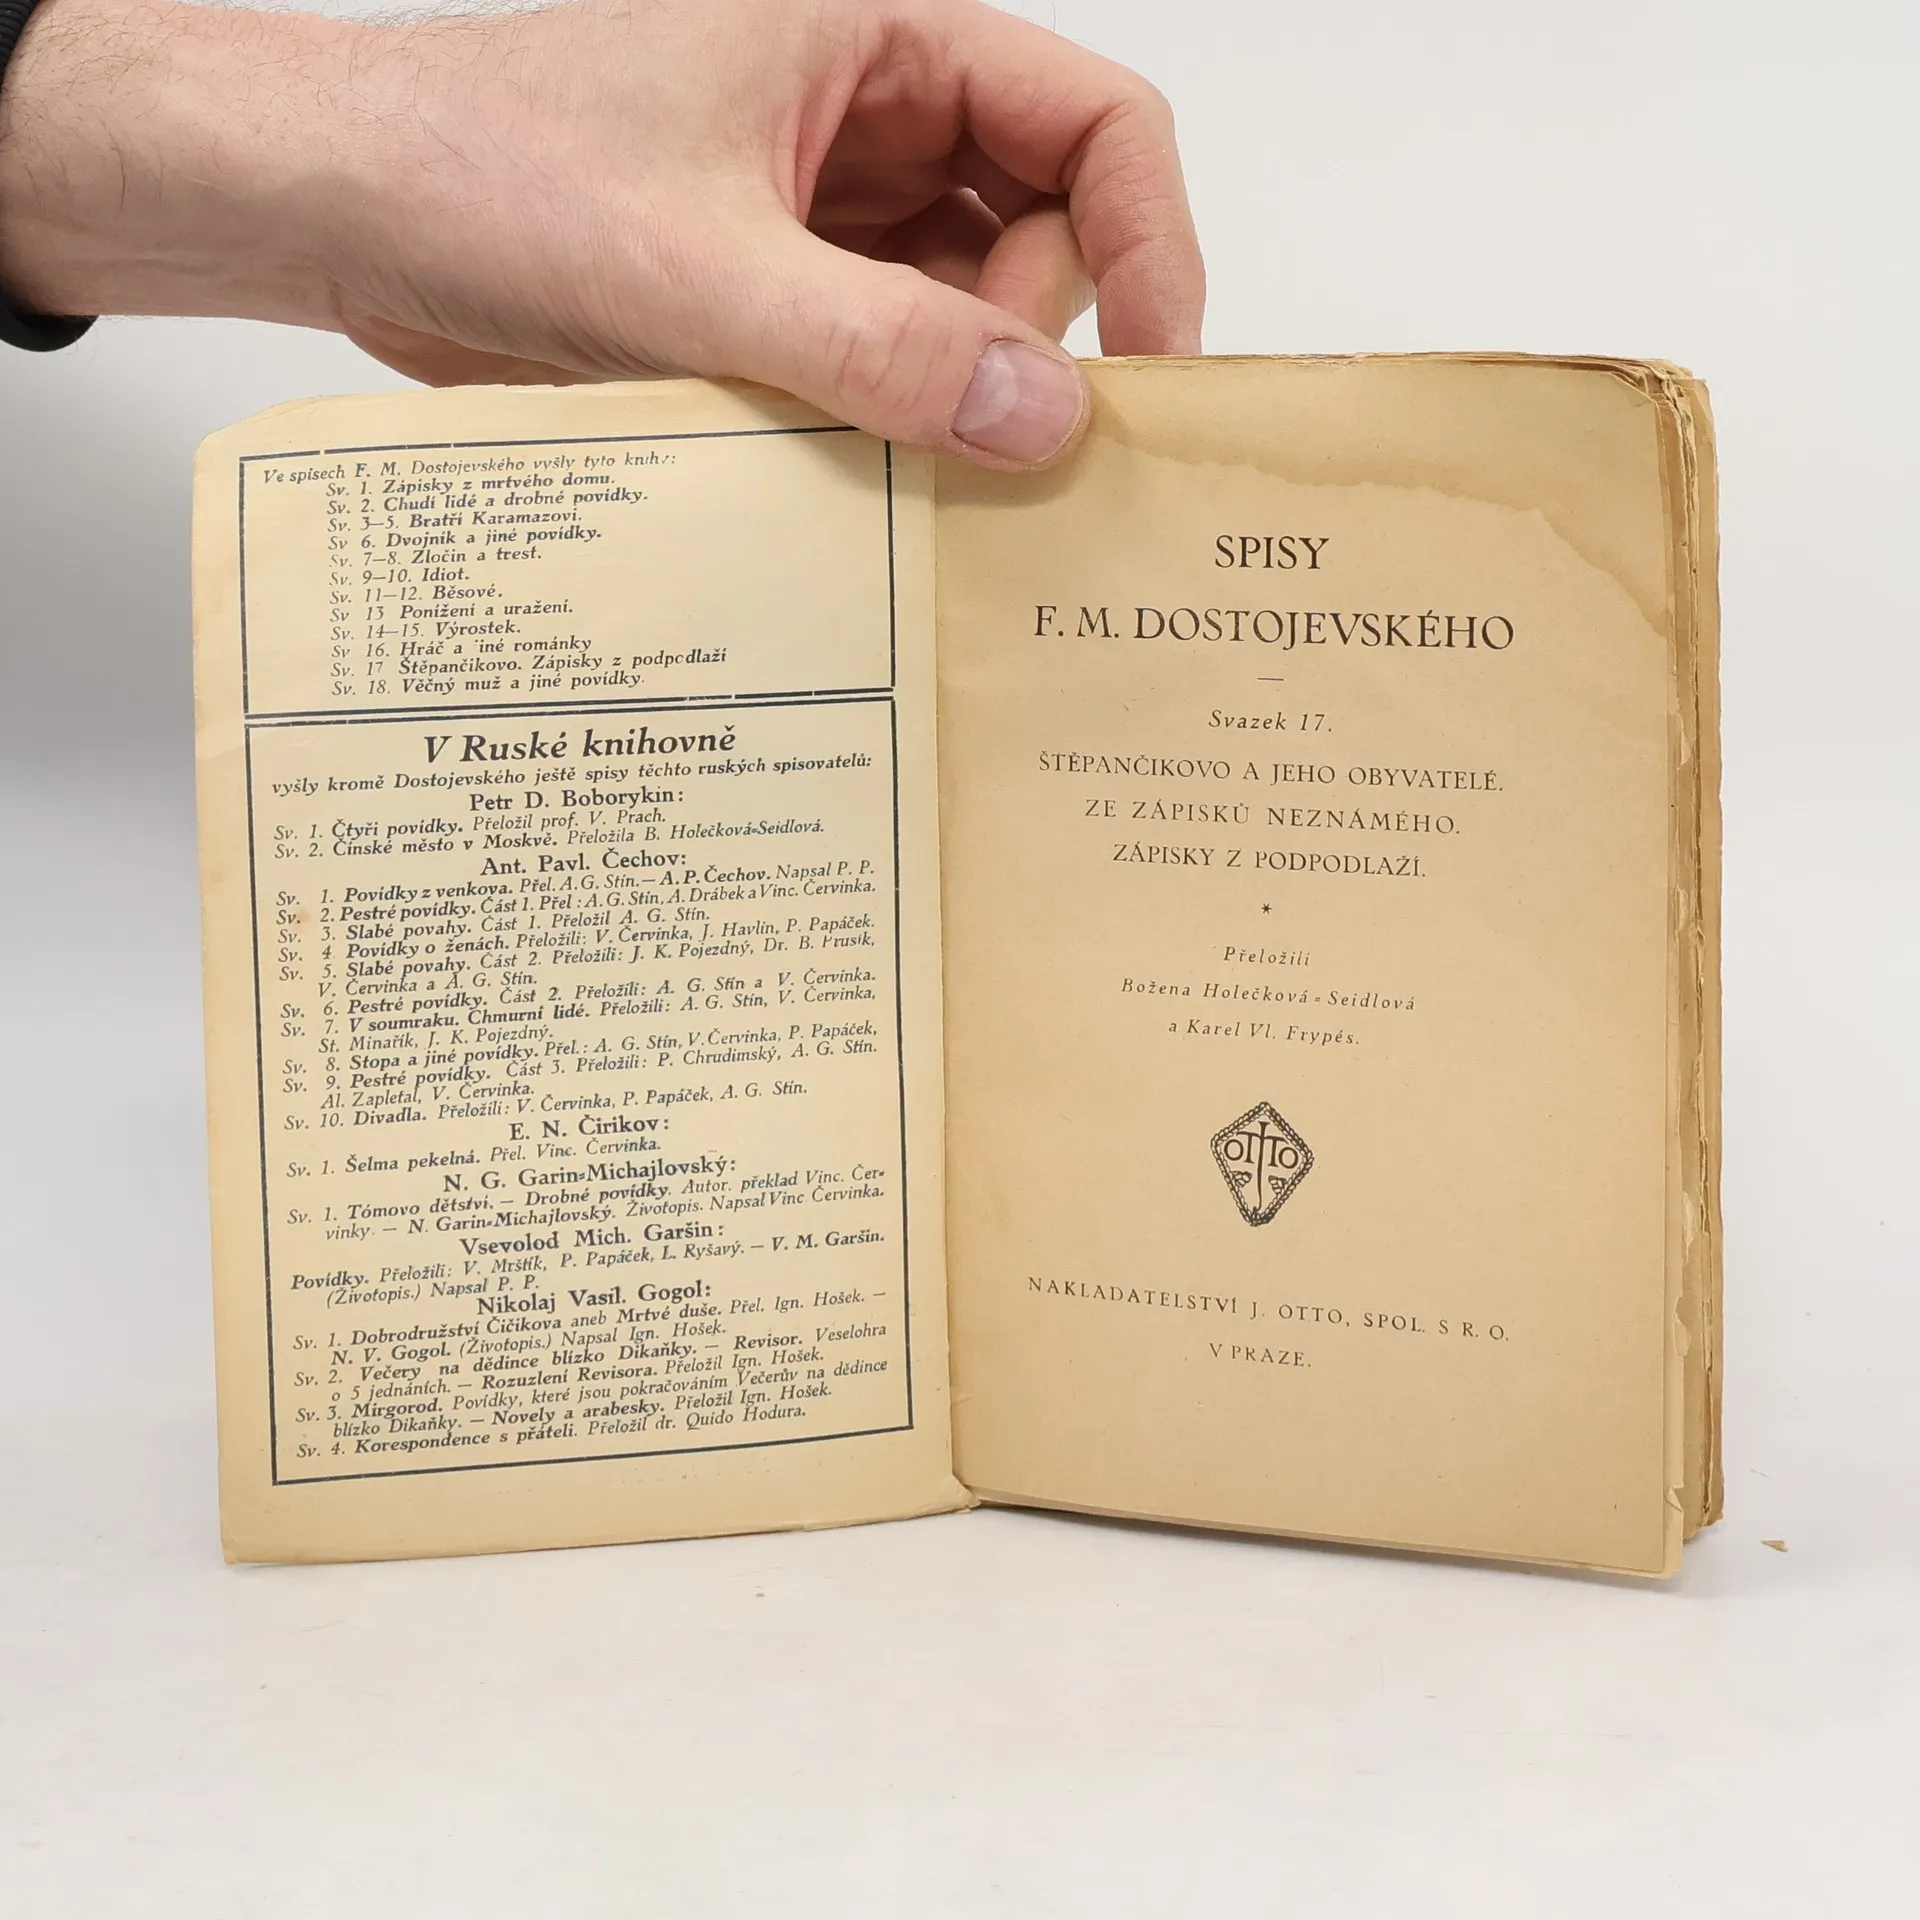 Ve spisech F. M. Dostojevského vyšly tyto knihy:
Sv. 1. Zápisky z mrtvého domu.
Sv. 2. Chudí lidé a drobné povídky.
Sv. 3—5. Bratři Karamazovi.
Sv 6. Dvojník a jiné povídky.
Sv. 7—8. Zločin a trest.
Sv. 9—10. Idiot.
Sv. 11—12. Běsové.
Sv 13 Ponížení a uražení.
Sv. 14—15. Výrostek.
Sv 16. Hráč a jiné románky
Sv. 17 Štěpančikovo. Zápisky z podpodlaží
Sv. 18. Věčný muž a jiné povídky.
V Ruské knihovně
vyšly kromě Dostojevského ještě spisy těchto ruských spisovatelů:
Petr D. Boborykin:
Sv. 1. Čtyři povídky. Přeložil prof. V. Prach.
Sv. 2. Čínské město v Moskvě. Přeložila B. Holečková-Seidlová.
Ant. Pavl. Čechov:
Sv. 1. Povídky z venkova. Přel. A. G. Stín. — A. P. Čechov. Napsal P. P.
Sv. 2. Pestré povídky. Část 1. Přel : A. G. Stín, A. Drábek a Vinc. Červinka.
Sv. 3. Slabé povahy. Část 1. Přeložil A. G. Stín.
Sv. 4 Povídky o ženách. Přeložili: V. Červinka, J. Havlín, P. Papáček.
Sv. 5. Slabé povahy. Část 2. Přeložili: J. K. Pojezdný, Dr. B. Prusík,
V. Červinka a A. G. Stín.
Sv. 6. Pestré povídky. Část 2. Přeložili: A. G. Stín a V. Červinka.
Sv. 7. V soumraku. Chmurní lidé. Přeložili: A. G. Stín, V. Červinka,
St. Minařík, J. K. Pojezdný.
Sv. 8. Stopa a jiné povídky. Přel.: A. G. Stín, V. Červinka, P. Papáček,
Sv. 9. Pestré povídky. Část 3. Přeložili: P. Chrudimský, A. G. Stín.
Al. Zapletal, V. Červinka.
Sv. 10. Divadla. Přeložili: V. Červinka, P. Papáček, A. G. Stín.
E. N. Čirikov:
Sv. 1. Šelma pekelná. Přel. Vinc. Červinka.
N. G. Garin-Michajlovský:
Sv. 1. Tómovo dětství. — Drobné povídky. Autor. překlad Vinc. Čer-
vinky. — N. Garin-Michajlovský. Životopis. Napsal Vinc Červinka.
Vsevolod Mich. Garšin:
Povídky. Přeložili: V. Mrštík, P. Papáček, L. Ryšavý. — V. M. Garšin.
(Životopis.) Napsal P. P.
Nikolaj Vasil. Gogol:
Sv. 1. Dobrodružství Čičikova aneb Mrtvé duše. Přel. Ign. Hošek. —
N. V. Gogol. (Životopis.) Napsal Ign. Hošek.
Sv. 2. Večery na dědince blízko Dikaňky. — Revisor. Veselohra
o 5 jednáních. — Rozuzlení Revisora. Přeložil Ign. Hošek.
Sv. 3. Mirgorod. Povídky, které jsou pokračováním Večerův na dědince
blízko Dikaňky. — Novely a arabesky. Přeložil Ign. Hošek.
Sv. 4. Korespondence s přáteli. Přeložil dr. Quido Hodura.
SPISY
F. M. DOSTOJEVSKÉHO
Svazek 17.
ŠTĚPANČIKOVO A JEHO OBYVATELÉ.
ZE ZÁPISKŮ NEZNÁMÉHO.
ZÁPISKY Z PODPODLAŽÍ.
*
Přeložili
Božena Holečková-Seidlová
a Karel Vl. Frypés.
OTTO
NAKLADATELSTVÍ J. OTTO, SPOL. S R. O.
V PRAZE.